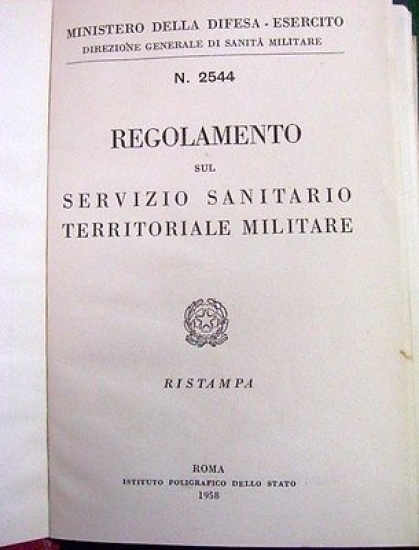 MINISTERO DELLA DIFESA - ESERCITO
DIREZIONE GENERALE DI SANITÀ MILITARE
N. 2544
REGOLAMENTO
SUL
SERVIZIO SANITARIO
TERRITORIALE MILITARE
RISTAMPA
ROMA
ISTITUTO POLIGRAFICO DELLO STATO
1958